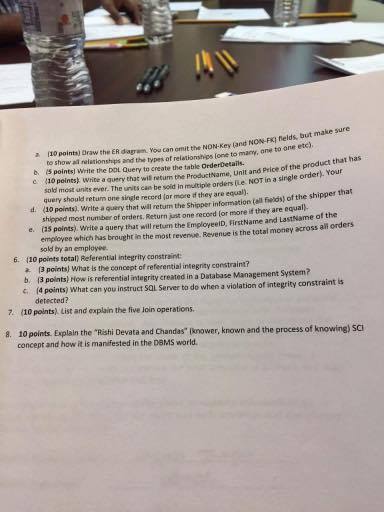 a. (10 points) Draw the ER diagram. You can omit the NON-Key (and NON-FK) fields, but make sure
to show all relationships and the types of relationships (one to many, one to one etc).
b. (5 points) Write the DDL Query to create the table OrderDetails.
c. (10 points). Write a query that will return the ProductName, Unit and Price of the product that has
sold most units ever. The units can be sold in multiple orders (i.e. NOT in a single order). Your
query should return one single record (or more if they are equal).
d. (10 points). Write a query that will return the Shipper information (all fields) of the shipper that
shipped most number of orders. Return just one record (or more if they are equal).
e. (15 points). Write a query that will return the EmployeeID, FirstName and LastName of the
employee which has brought in the most revenue. Revenue is the total money across all orders
sold by an employee.
6. (10 points total) Referential integrity constraint:
a. (3 points) What is the concept of referential integrity constraint?
b. (3 points) How is referential integrity created in a Database Management System?
c. (4 points) What can you instruct SQL Server to do when a violation of integrity constraint is
detected?
7. (10 points). List and explain the five Join operations.
8. 10 points. Explain the "Rishi Devata and Chandas" (knower, known and the process of knowing) SCI
concept and how it is manifested in the DBMS world.